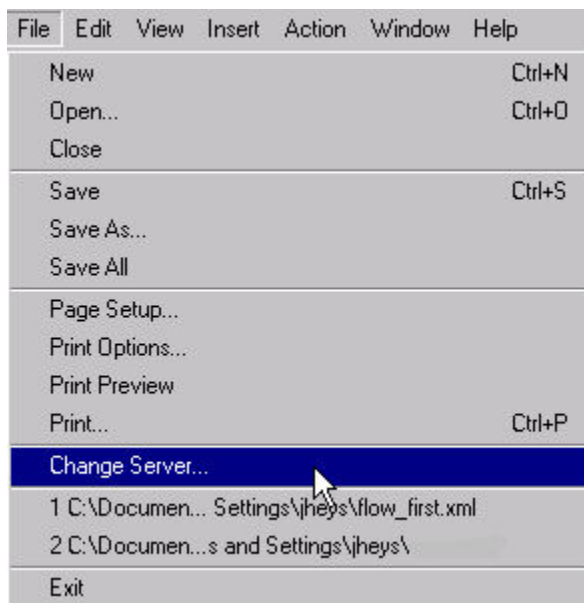 File Edit View Insert Action Window Help
New Ctrl+N
Open... Ctrl+O
Close
Save Ctrl+S
Save As...
Save All
Page Setup...
Print Options...
Print Preview
Print... Ctrl+P
Change Server...
1 C:\Documen... Settings\jheys\flow_first.xml
2 C:\Documen...s and Settings\jheys\
Exit